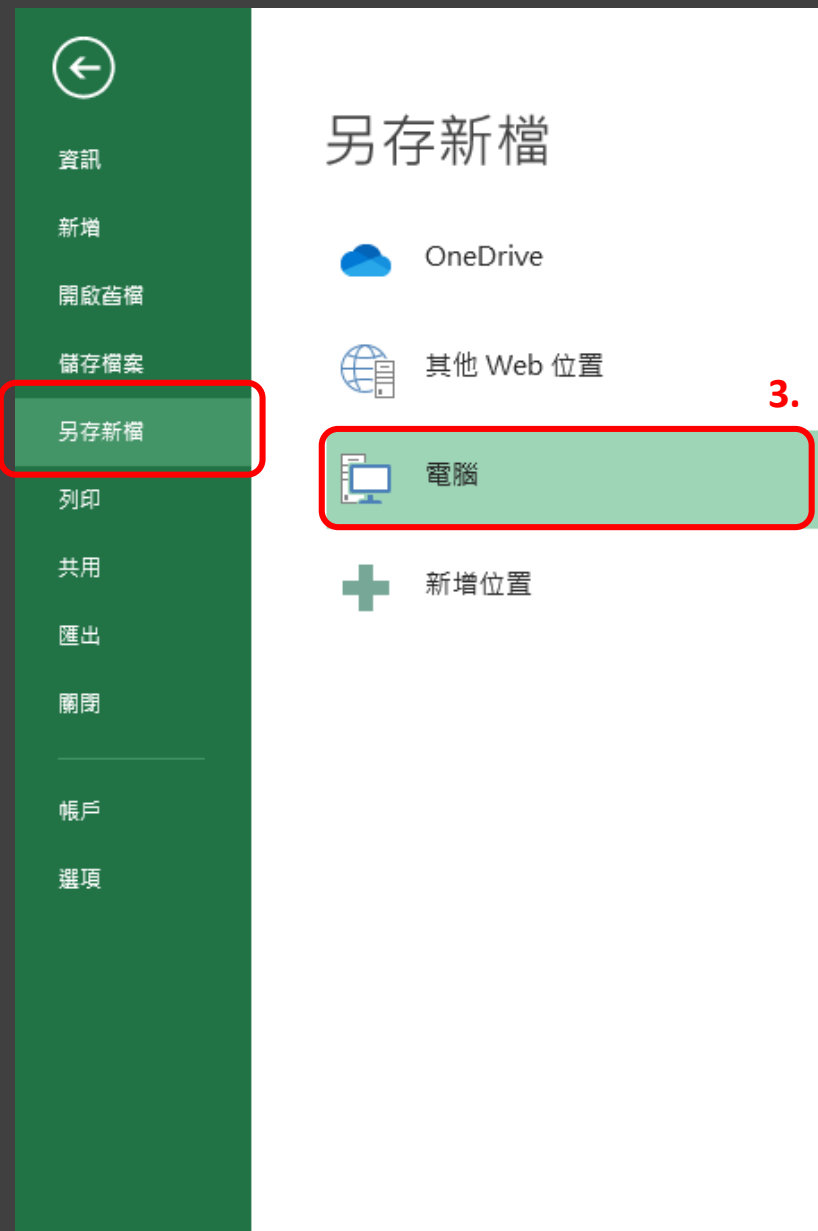 資訊
新增
開啟舊檔
儲存檔案
另存新檔
列印
共用
匯出
關閉
帳戶
選項
另存新檔
OneDrive
其他 Web 位置
3.
電腦
新增位置